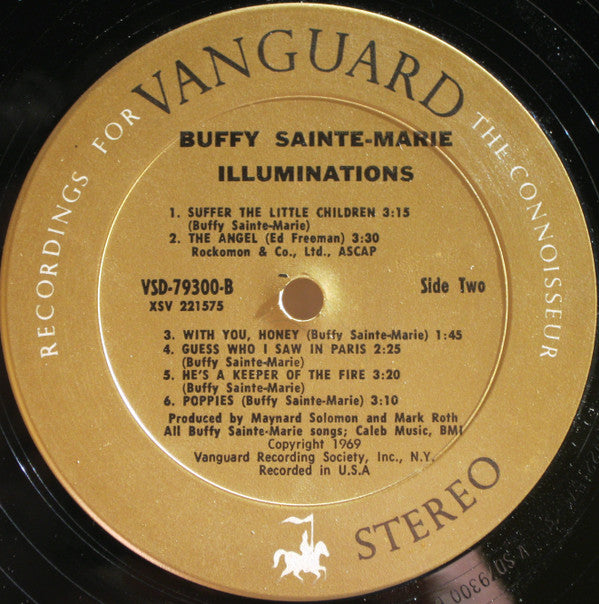 RECORDINGS FOR VANGUARD THE CONNOISSEUR
BUFFY SAINTE-MARIE
ILLUMINATIONS
1. SUFFER THE LITTLE CHILDREN 3:15
(Buffy Sainte-Marie)
2. THE ANGEL (Ed Freeman) 3:30
Rockomon & Co., Ltd., ASCAP
VSD-79300-B
XSV 221575
Side Two
3. WITH YOU, HONEY (Buffy Sainte-Marie) 1:45
4. GUESS WHO I SAW IN PARIS 2:25
(Buffy Sainte-Marie)
5. HE'S A KEEPER OF THE FIRE 3:20
(Buffy Sainte-Marie)
6. POPPIES (Buffy Sainte-Marie) 3:10
Produced by Maynard Solomon and Mark Roth
All Buffy Sainte-Marie songs; Caleb Music, BMI
Copyright 1969
Vanguard Recording Society, Inc., N.Y.
Recorded in U.S.A
STEREO